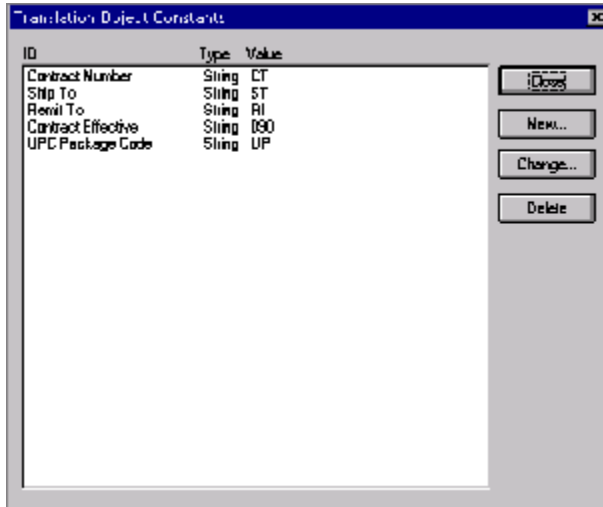 Translation Object Constants
ID Type Value
Contract Number String CT
Ship To String ST
Remit To String RI
Contract Effective String 090
UPC Package Code String UP
Close
New...
Change...
Delete